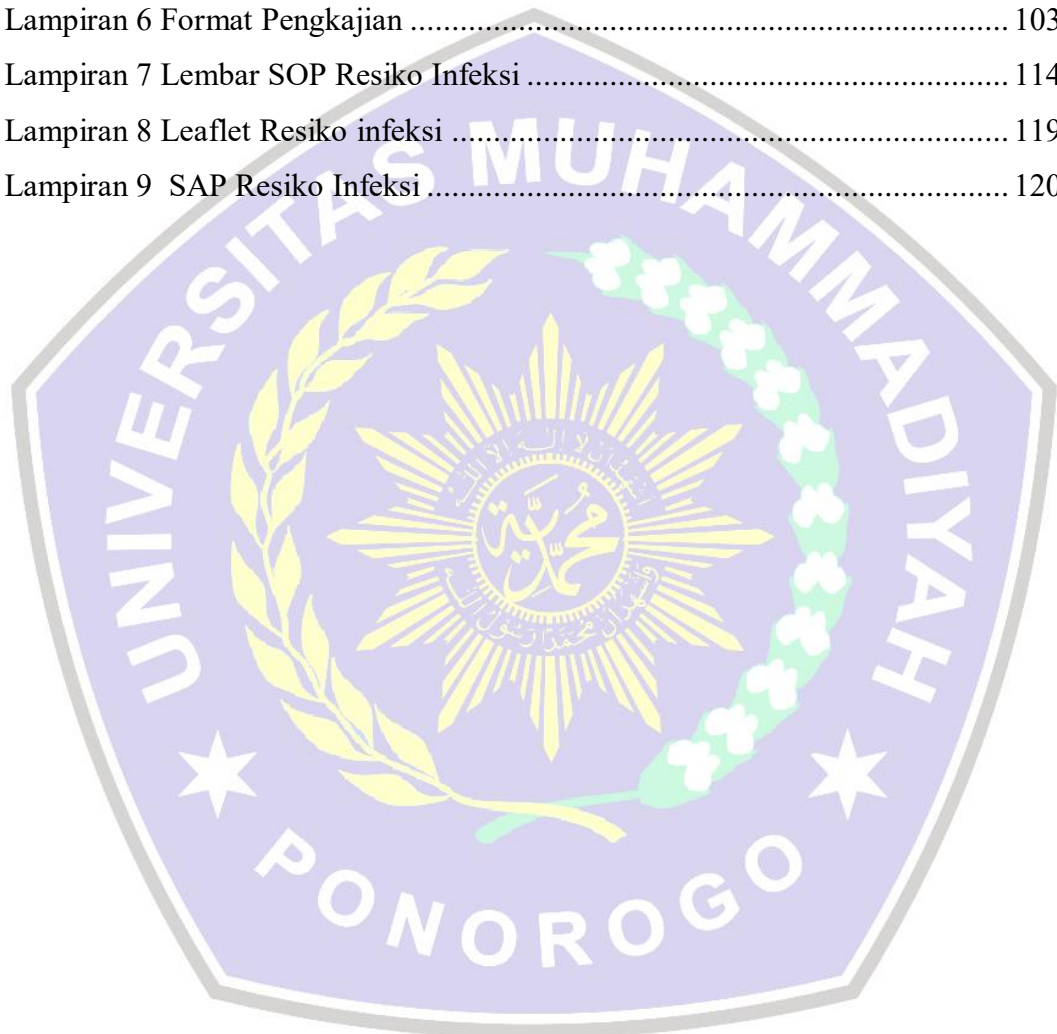 Lampiran 6 Format Pengkajian ............................................................................ 103
Lampiran 7 Lembar SOP Resiko Infeksi ............................................................. 114
Lampiran 8 Leaflet Resiko infeksi ....................................................................... 119
Lampiran 9  SAP Resiko Infeksi .......................................................................... 120
UNIVERSITAS MUHAMMADIYAH
محمدية
PONOROGO